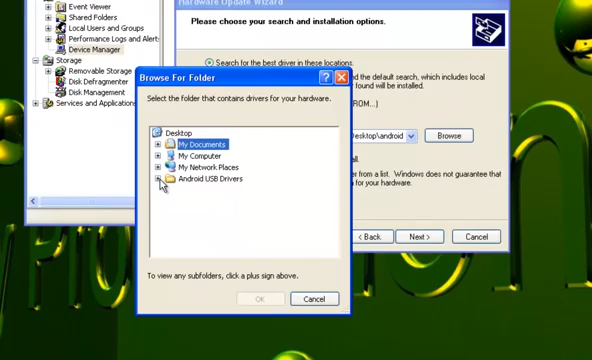 Event Viewer
Shared Folders
Local Users and Groups
Performance Logs and Alerts
Device Manager
Storage
Removable Storage
Disk Defragmenter
Disk Management
Services and Applications
Hardware Update Wizard
Please choose your search and installation options.
Search for the best driver in these locations.
d the default search, which includes local
r found will be installed.
ROM...)
esktop\android
Browse
all.
er from a list. Windows does not guarantee that
for your hardware.
< Back
Next >
Cancel
Browse For Folder
Select the folder that contains drivers for your hardware.
Desktop
My Documents
My Computer
My Network Places
Android USB Drivers
To view any subfolders, click a plus sign above.
OK
Cancel